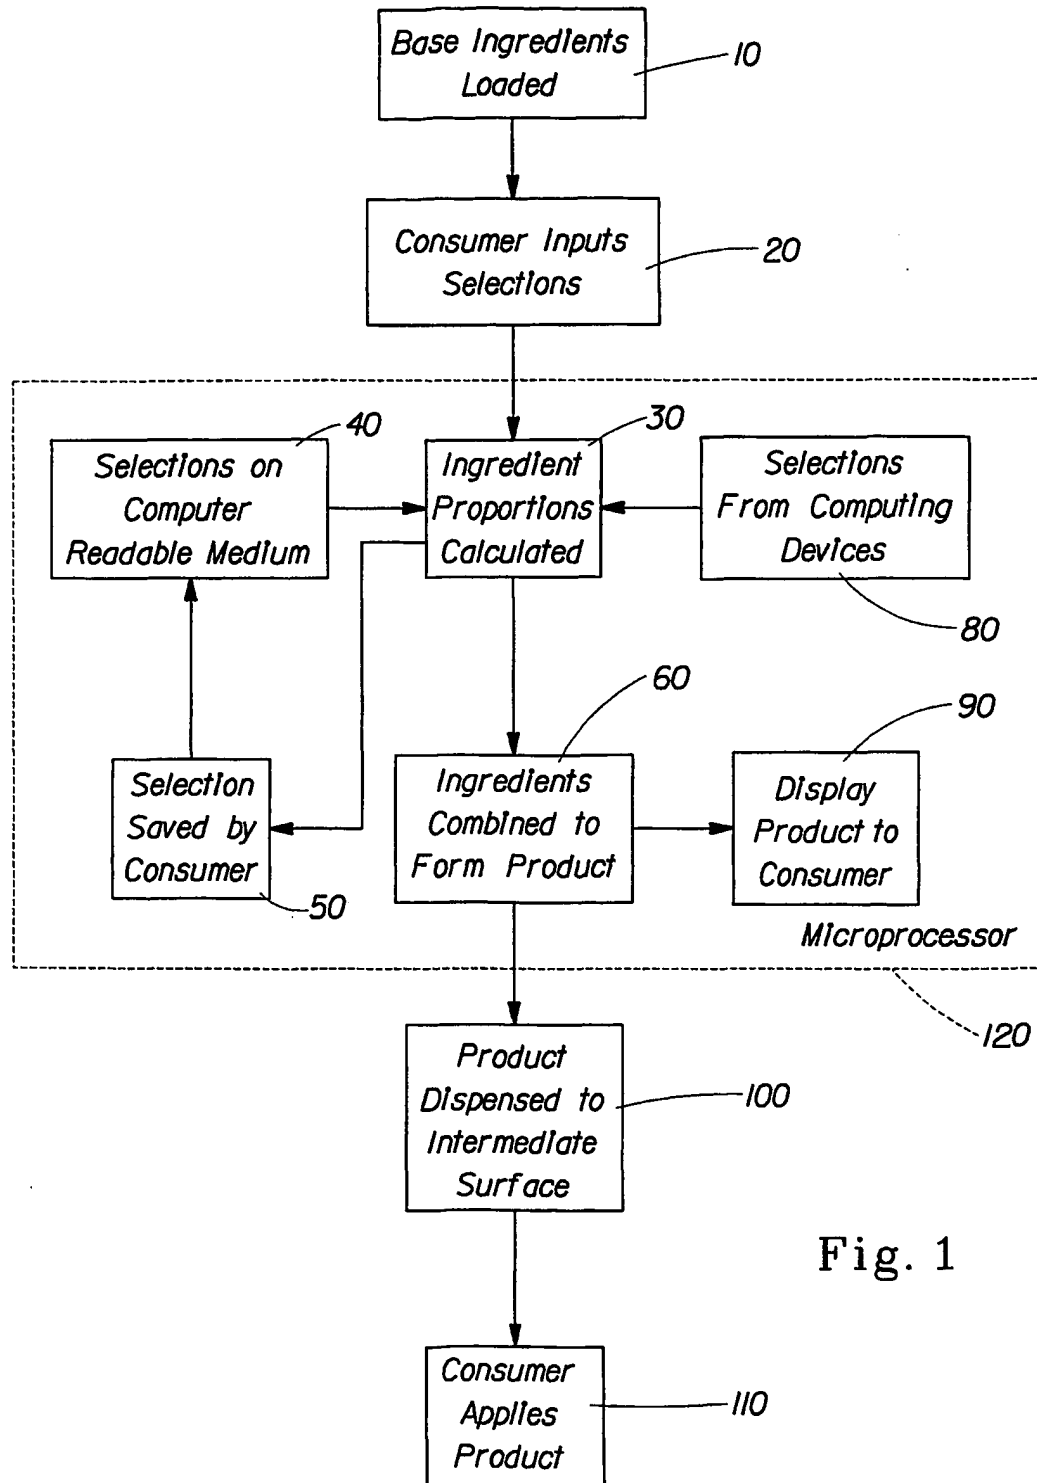 Base Ingredients
Loaded
10
Consumer Inputs
Selections
20
40
30
Selections on
Computer
Readable Medium
Ingredient
Proportions
Calculated
Selections
From Computing
Devices
80
60
90
Selection
Saved by
Consumer
50
Ingredients
Combined to
Form Product
Display
Product to
Consumer
Microprocessor
120
Product
Dispensed to
Intermediate
Surface
100
Fig. 1
Consumer
Applies
Product
110